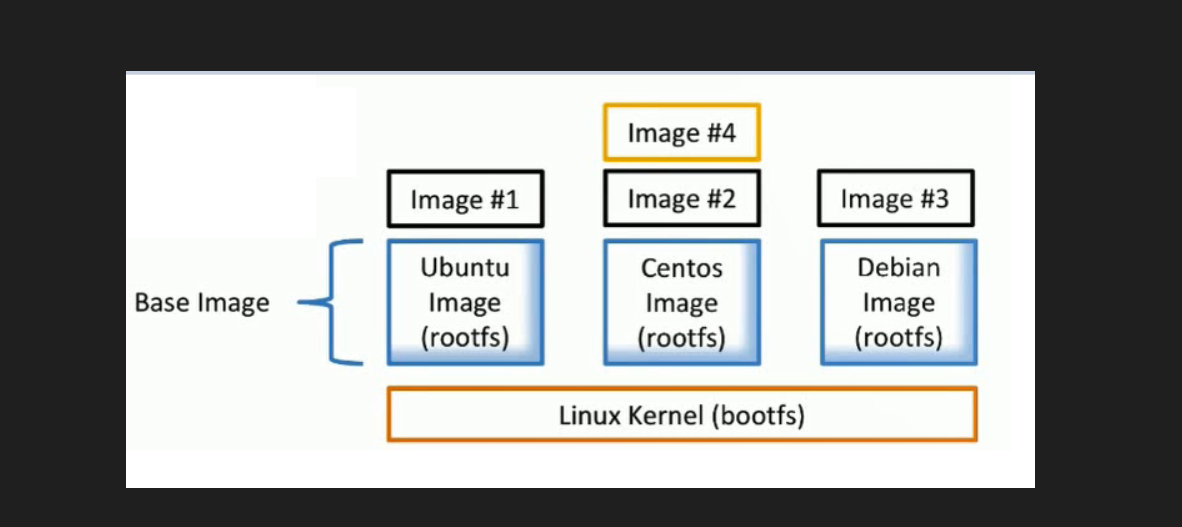 Image #4
Image #1
Image #2
Image #3
Base Image
Ubuntu
Image
(rootfs)
Centos
Image
(rootfs)
Debian
Image
(rootfs)
Linux Kernel (bootfs)